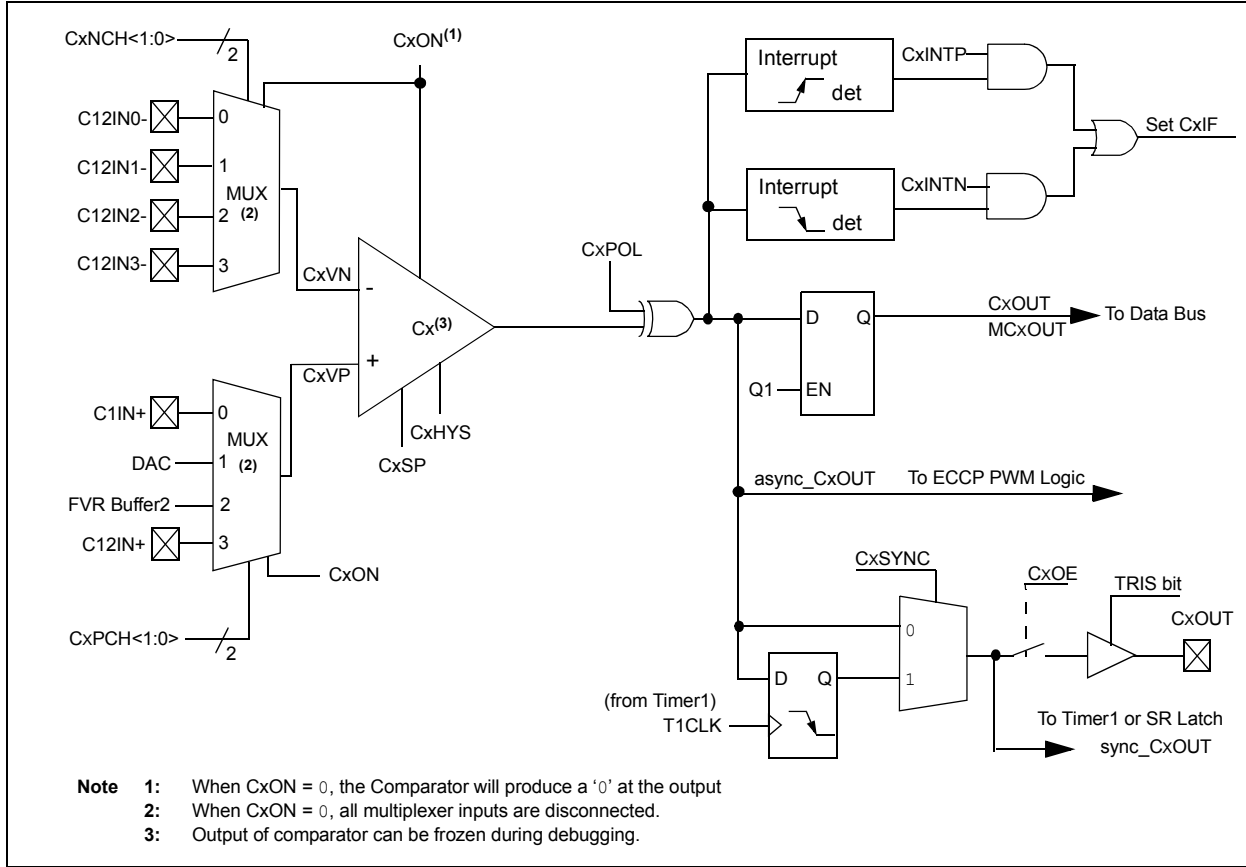 CxNCH<1:0>
2
CxON(1)
C12IN0-
0
C12IN1-
1
MUX
(2)
C12IN2-
2
C12IN3-
3
CxVN
-
Cx(3)
+
CxVP
CxHYS
CxSP
C1IN+
0
MUX
(2)
DAC
1
FVR Buffer2
2
C12IN+
3
CxON
CxPCH<1:0>
2
CxPOL
Interrupt
det
CxINTP
Set CxIF
Interrupt
det
CxINTN
D Q
Q1
EN
CxOUT
MCxOUT
To Data Bus
async_CxOUT
To ECCP PWM Logic
CxSYNC
0
1
CxOE
TRIS bit
CxOUT
D Q
(from Timer1)
T1CLK
To Timer1 or SR Latch
sync_CxOUT
Note 1: When CxON = 0, the Comparator will produce a ‘0’ at the output
2: When CxON = 0, all multiplexer inputs are disconnected.
3: Output of comparator can be frozen during debugging.